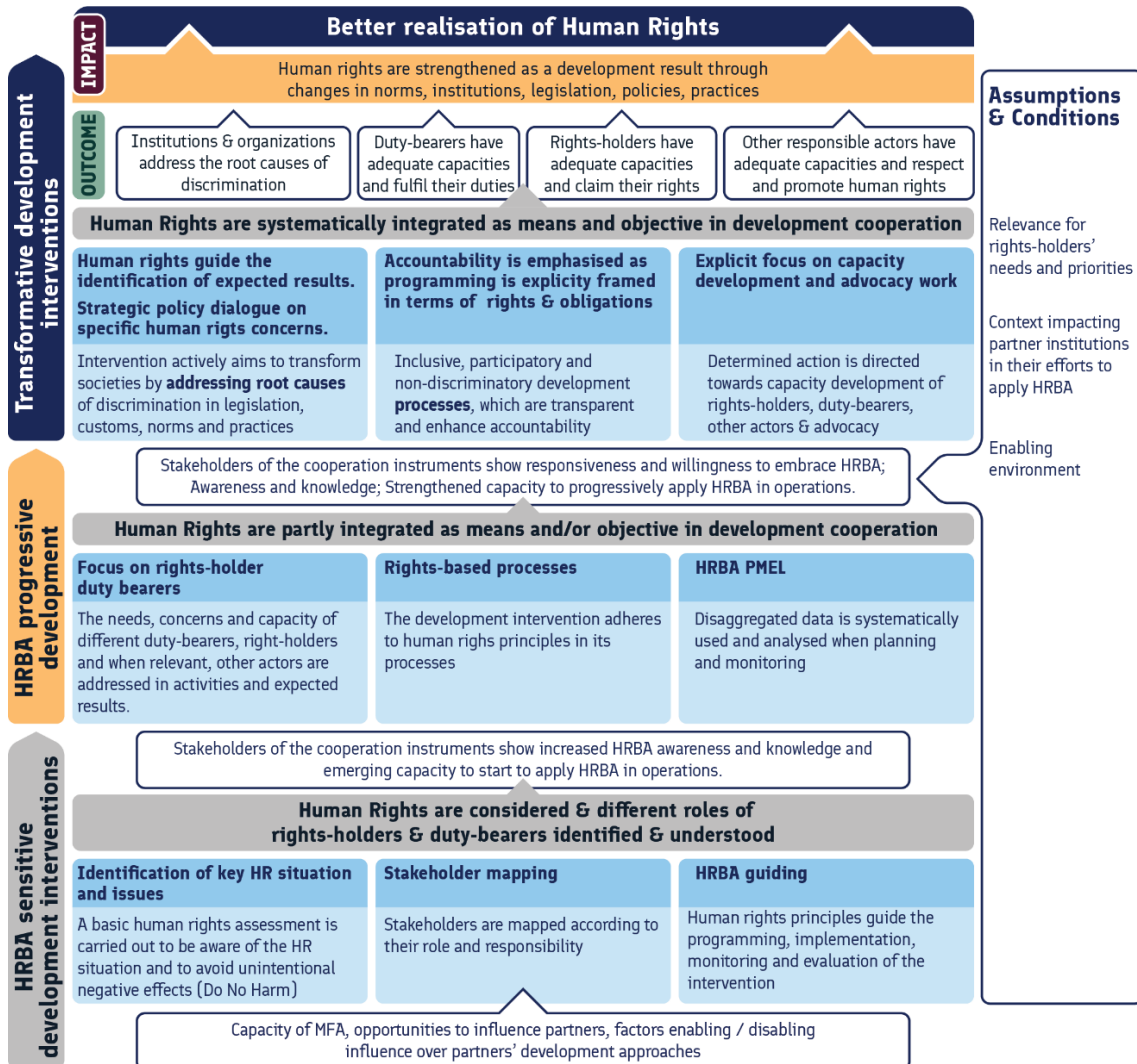 Better realisation of Human Rights
IMPACT
Human rights are strengthened as a development result through
changes in norms, institutions, legislation, policies, practices
OUTCOME
Institutions & organizations
address the root causes of
discrimination
Duty-bearers have
adequate capacities
and fulfil their duties
Rights-holders have
adequate capacities
and claim their rights
Other responsible actors have
adequate capacities and respect
and promote human rights
Transformative development
interventions
Human Rights are systematically integrated as means and objective in development cooperation
Human rights guide the
identification of expected results.
Strategic policy dialogue on
specific human rigts concerns.
Intervention actively aims to transform
societies by addressing root causes
of discrimination in legislation,
customs, norms and practices
Accountability is emphasised as
programming is explicity framed
in terms of rights & obligations
Inclusive, participatory and
non-discriminatory development
processes, which are transparent
and enhance accountability
Explicit focus on capacity
development and advocacy work
Determined action is directed
towards capacity development of
rights-holders, duty-bearers,
other actors & advocacy
Stakeholders of the cooperation instruments show responsiveness and willingness to embrace HRBA;
Awareness and knowledge; Strengthened capacity to progressively apply HRBA in operations.
HRBA progressive
development
Human Rights are partly integrated as means and/or objective in development cooperation
Focus on rights-holder
duty bearers
The needs, concerns and capacity of
different duty-bearers, right-holders
and when relevant, other actors are
addressed in activities and expected
results.
Rights-based processes
The development intervention adheres
to human righs principles in its
processes
HRBA PMEL
Disaggregated data is systematically
used and analysed when planning
and monitoring
Stakeholders of the cooperation instruments show increased HRBA awareness and knowledge and
emerging capacity to start to apply HRBA in operations.
HRBA sensitive
development interventions
Human Rights are considered & different roles of
rights-holders & duty-bearers identified & understood
Identification of key HR situation
and issues
A basic human rights assessment is
carried out to be aware of the HR
situation and to avoid unintentional
negative effects (Do No Harm)
Stakeholder mapping
Stakeholders are mapped according to
their role and responsibility
HRBA guiding
Human rights principles guide the
programming, implementation,
monitoring and evaluation of the
intervention
Capacity of MFA, opportunities to influence partners, factors enabling / disabling
influence over partners' development approaches
Assumptions
& Conditions
Relevance for
rights-holders'
needs and priorities
Context impacting
partner institutions
in their efforts to
apply HRBA
Enabling
environment